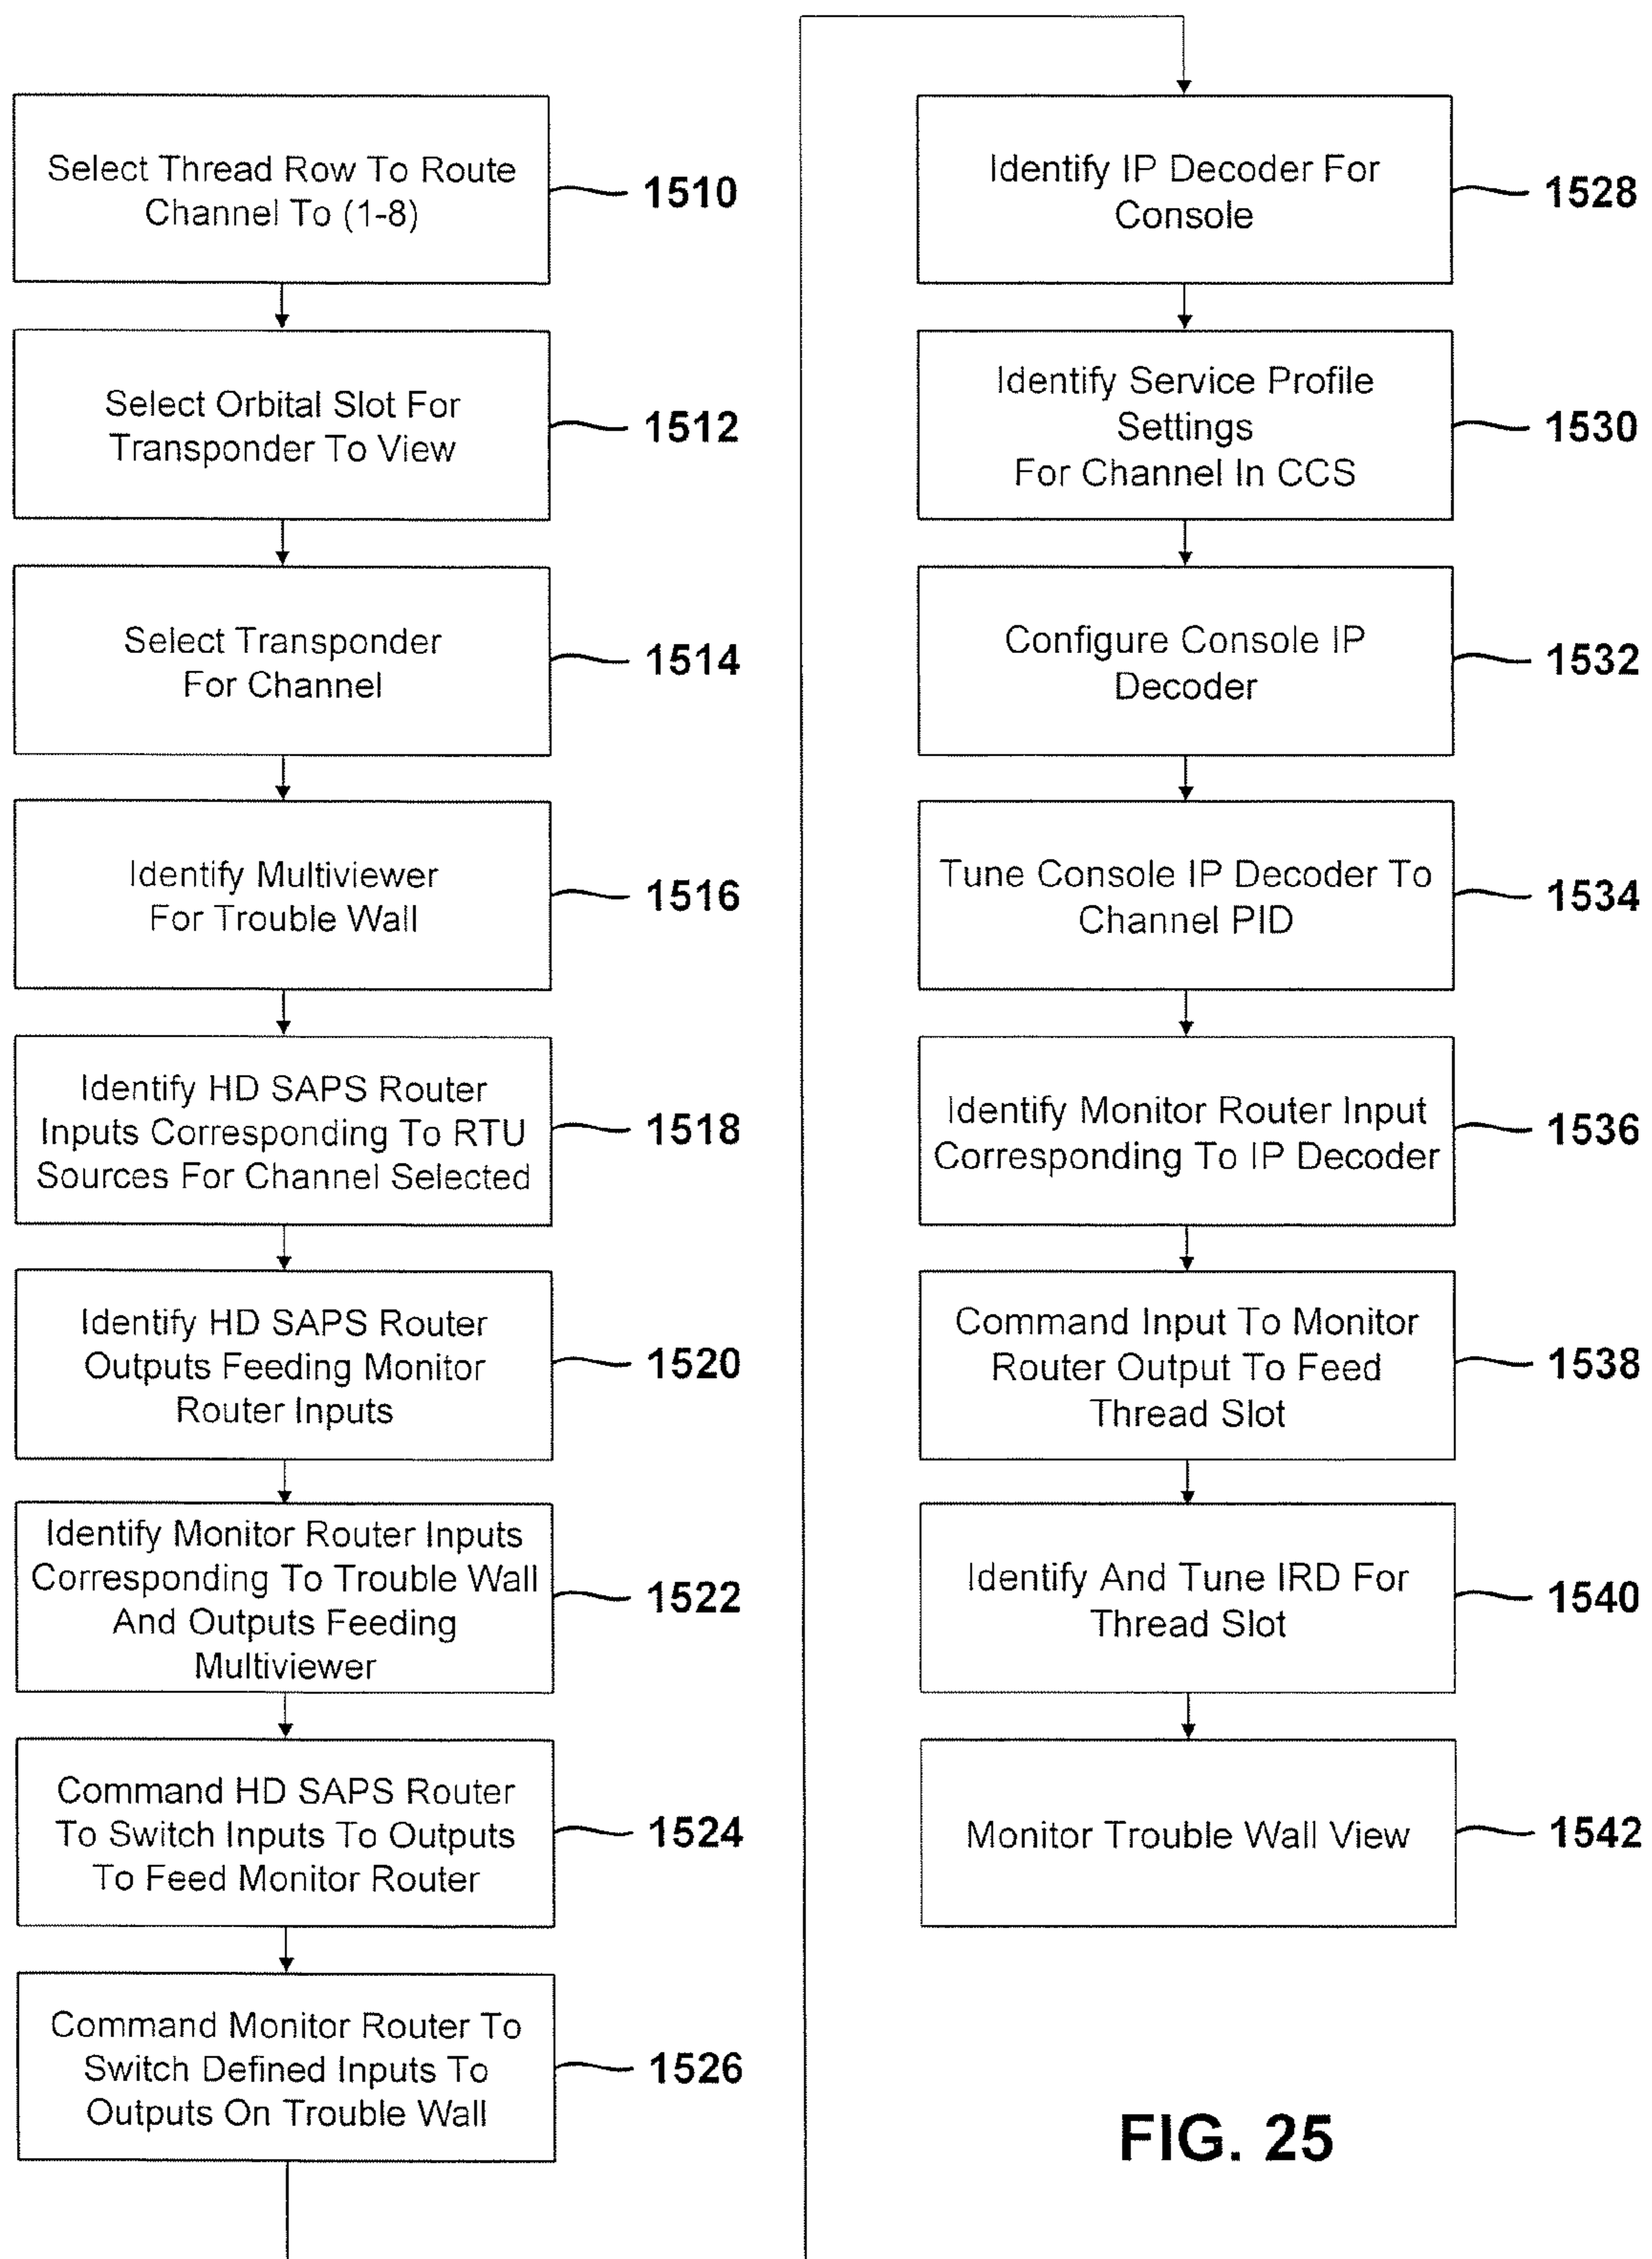 Select Thread Row To Route
Channel To (1-8)
1510
Select Orbital Slot For
Transponder To View
1512
Select Transponder
For Channel
1514
Identify Multiviewer
For Trouble Wall
1516
Identify HD SAPS Router
Inputs Corresponding To RTU
Sources For Channel Selected
1518
Identify HD SAPS Router
Outputs Feeding Monitor
Router Inputs
1520
Identify Monitor Router Inputs
Corresponding To Trouble Wall
And Outputs Feeding
Multiviewer
1522
Command HD SAPS Router
To Switch Inputs To Outputs
To Feed Monitor Router
1524
Command Monitor Router To
Switch Defined Inputs To
Outputs On Trouble Wall
1526
Identify IP Decoder For
Console
1528
Identify Service Profile
Settings
For Channel In CCS
1530
Configure Console IP
Decoder
1532
Tune Console IP Decoder To
Channel PID
1534
Identify Monitor Router Input
Corresponding To IP Decoder
1536
Command Input To Monitor
Router Output To Feed
Thread Slot
1538
Identify And Tune IRD For
Thread Slot
1540
Monitor Trouble Wall View
1542
FIG. 25